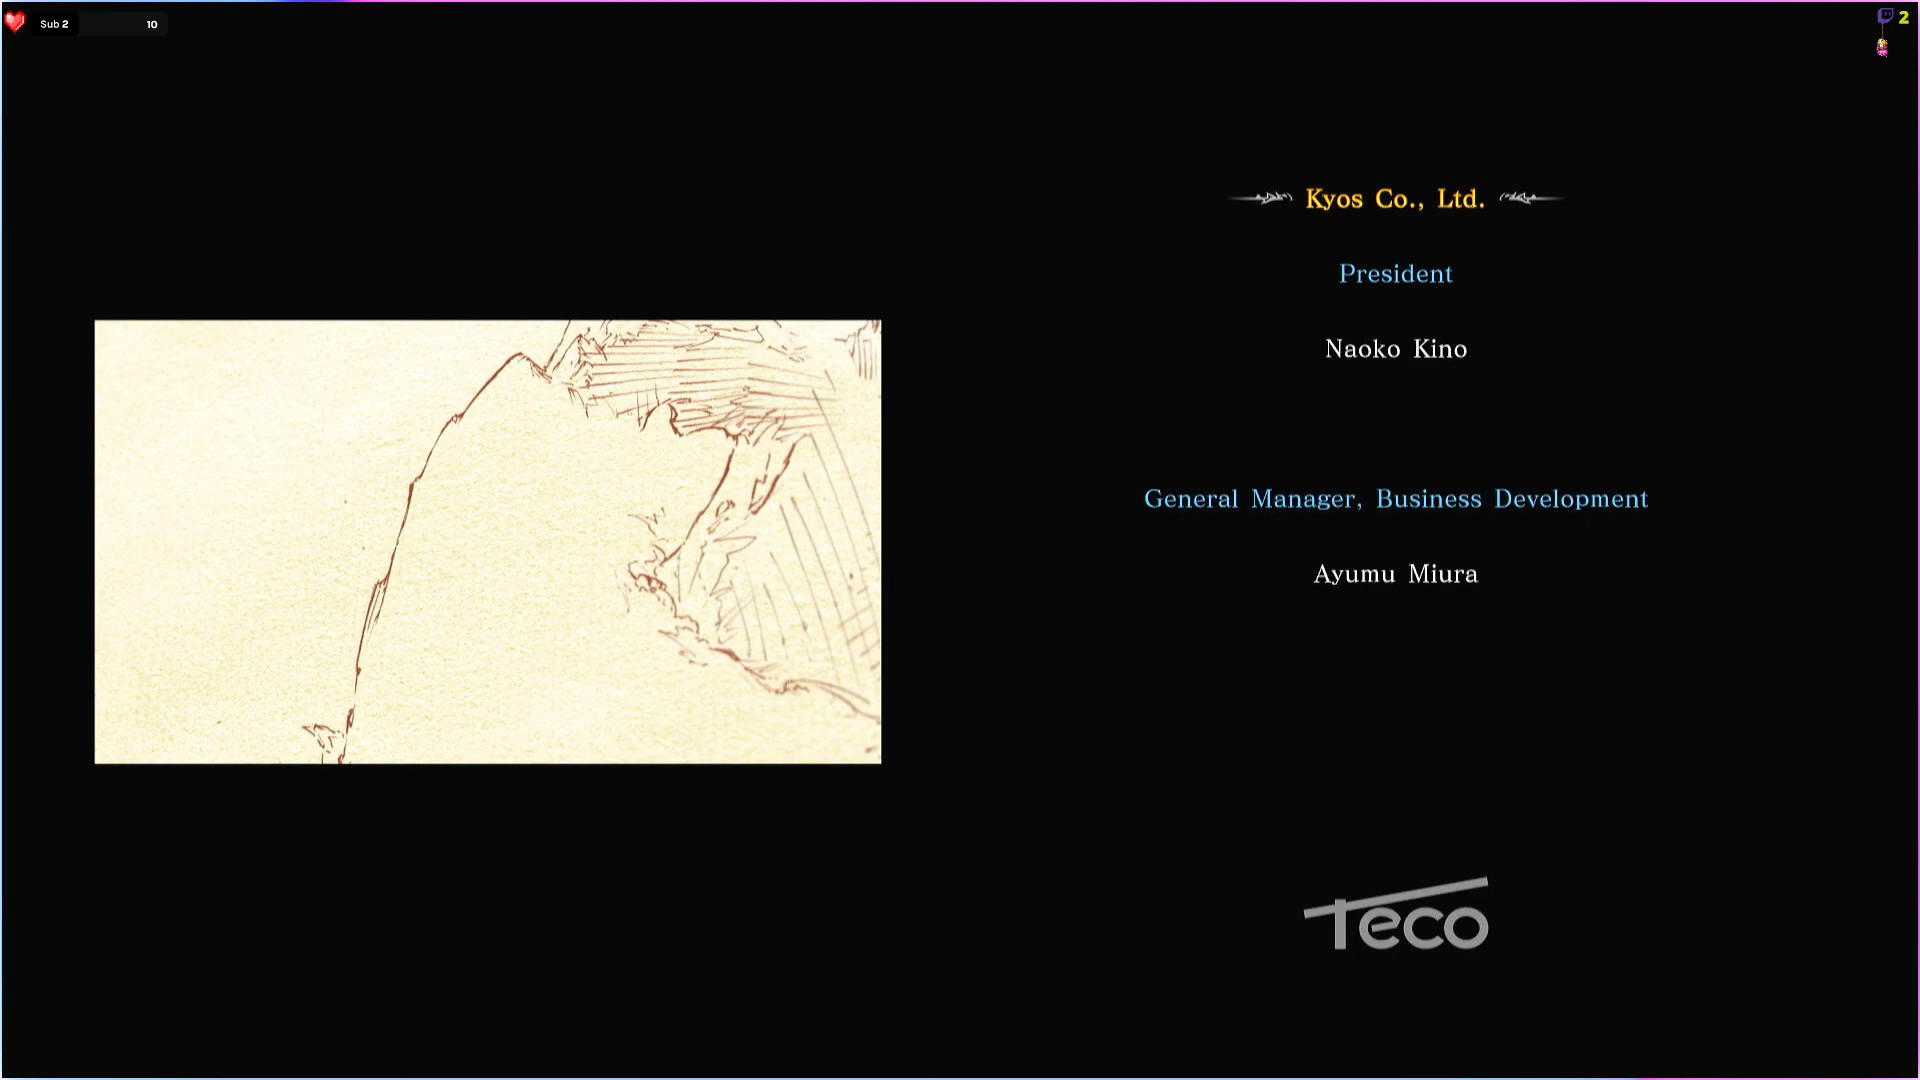 Sub 2 10
2
Kyos Co., Ltd.
President
Naoko Kino
General Manager, Business Development
Ayumu Miura
Teco